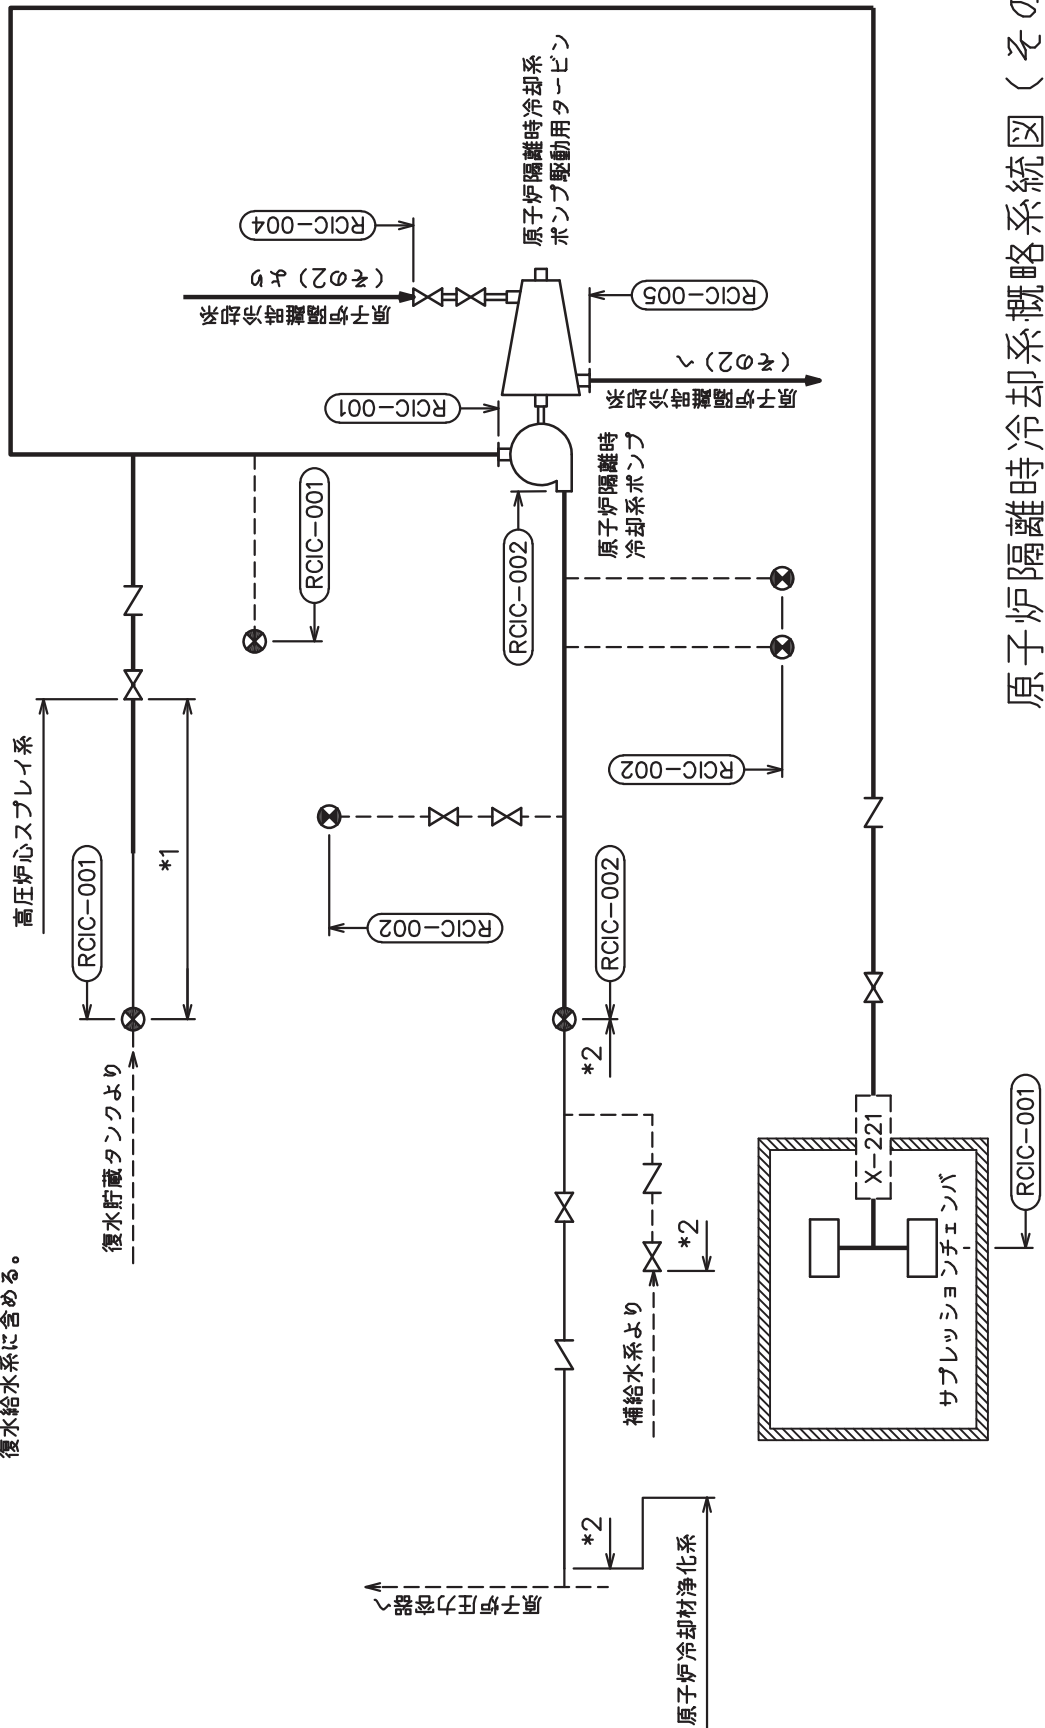 復水給水系に含める。
復水貯蔵タンクより
RCIC-001
*1
高圧炉心スプレイ系
RCIC-001
RCIC-002
RCIC-001
原子炉隔離時冷却系
(その2)より
RCIC-004
原子炉隔離時冷却系
ポンプ駆動用タービン
RCIC-005
原子炉隔離時冷却系
(その2)へ
RCIC-002
原子炉隔離時
冷却系ポンプ
RCIC-002
RCIC-002
*2
*2
補給水系より
*2
原子炉圧力容器へ
原子炉冷却材浄化系
X-221
サプレッションチェンバ
RCIC-001
原子炉隔離時冷却系概略系統図(その